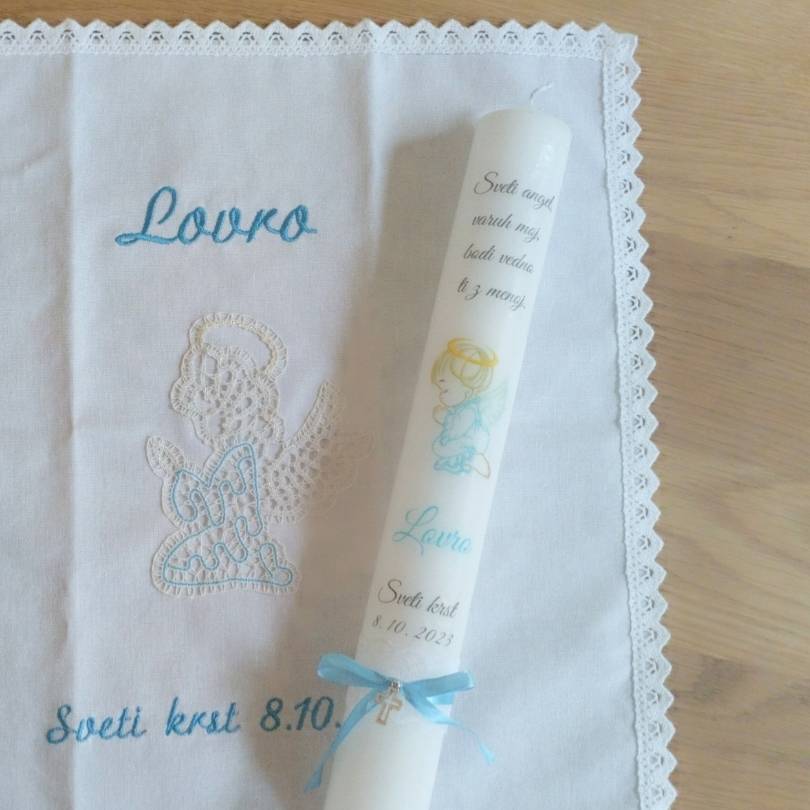 Lovro
Sveti krst 8.10.
Sveti angel
varuh moj,
bodi vedno
ti z menoj.
Lovro
Sveti krst
8.10.2023